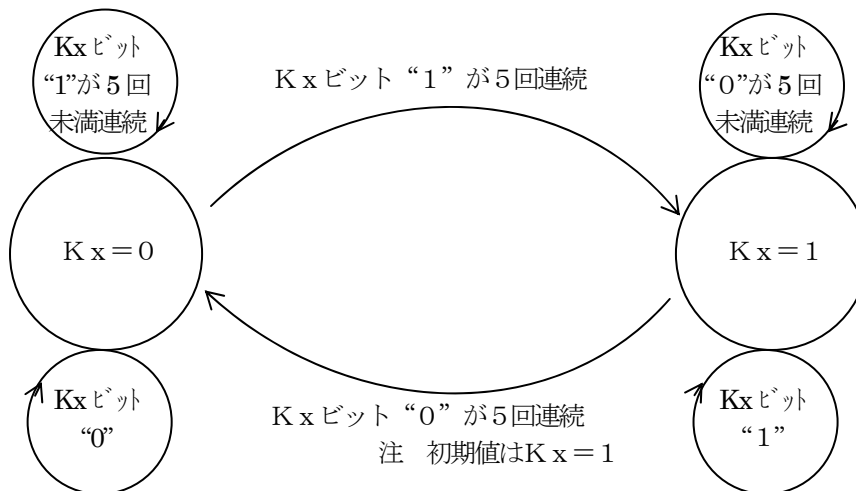 Kxビット
“1”が5回
未満連続
Kxビット“1”が5回連続
Kxビット
“0”が5回
未満連続
Kx=0
Kx=1
Kxビット
“0”
Kxビット“0”が5回連続
注 初期値はKx=1
Kxビット
“1”